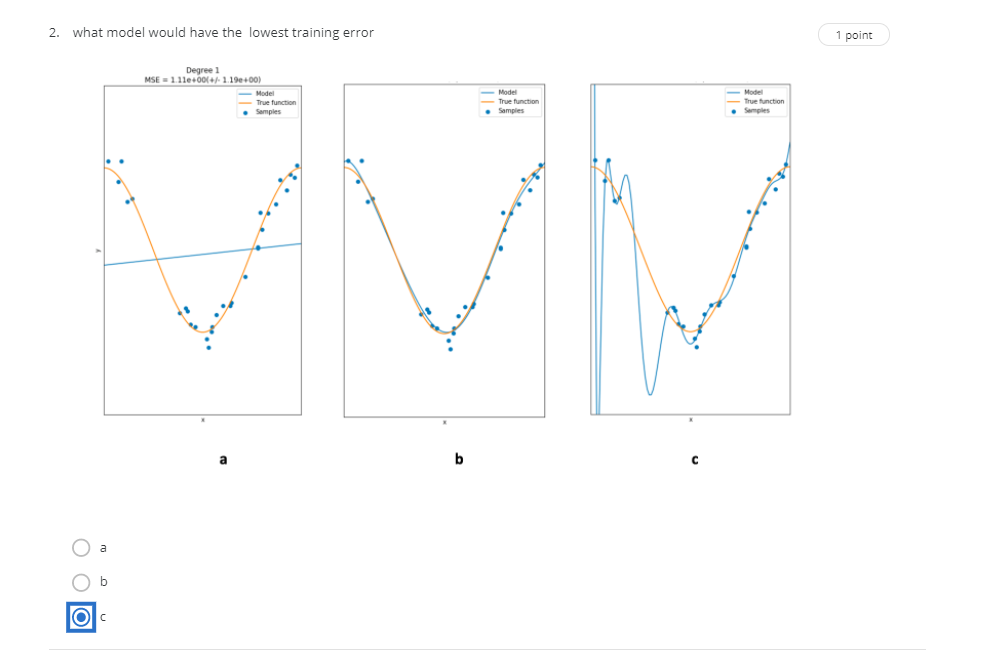 2. what model would have the lowest training error
1 point
Degree 1
MSE = 1.11e+00(+/- 1.19e+00)
Model
True function
Samples
Model
True function
Samples
Model
True function
Samples
y
x
x
x
a
b
c
a
b
c